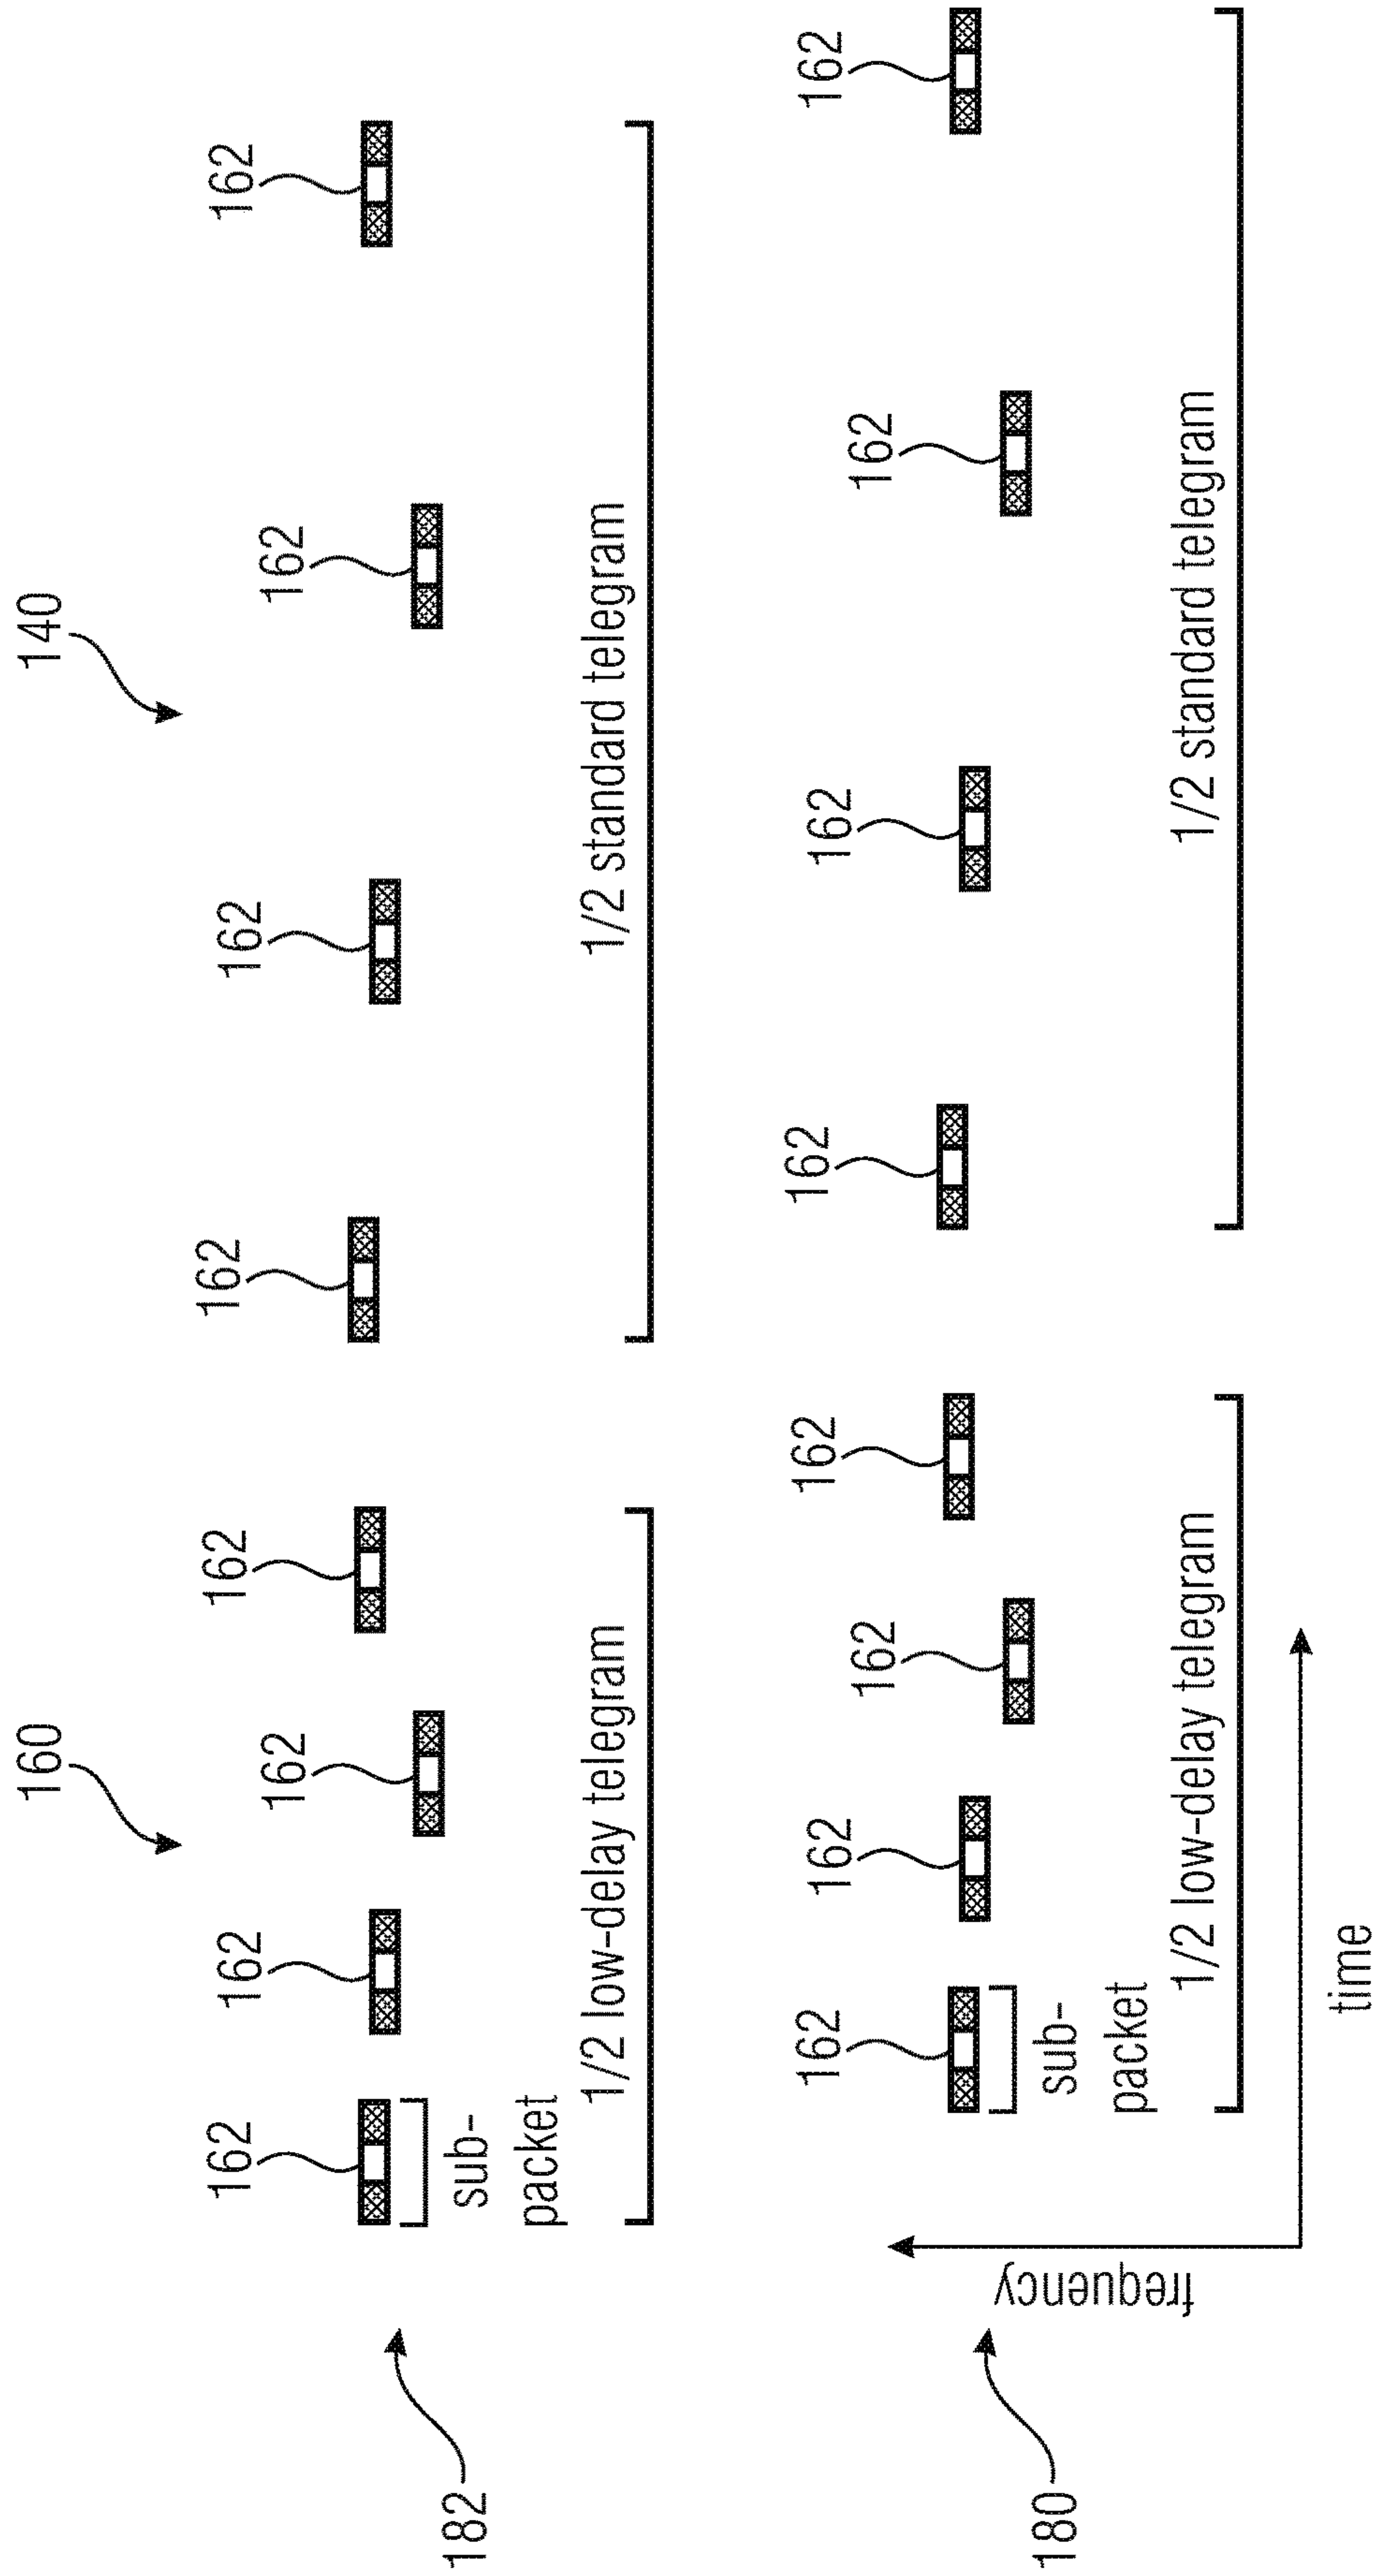 160
140
162
162
162
162
162
162
162
162
sub-
packet
1/2 low-delay telegram
1/2 standard telegram
182
162
162
162
162
162
162
162
162
sub-
packet
1/2 low-delay telegram
1/2 standard telegram
180
frequency
time